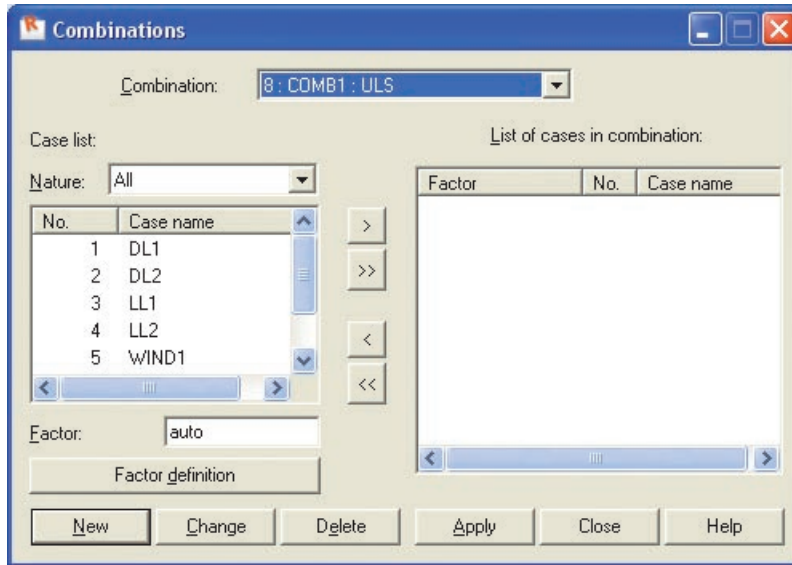 Combinations
Combination: 8 : COMB1 : ULS
Case list:
List of cases in combination:
Nature: All
No. Case name
1 DL1
2 DL2
3 LL1
4 LL2
5 WIND1
>
>>
<
<<
Factor No. Case name
Factor: auto
Factor definition
New Change Delete Apply Close Help